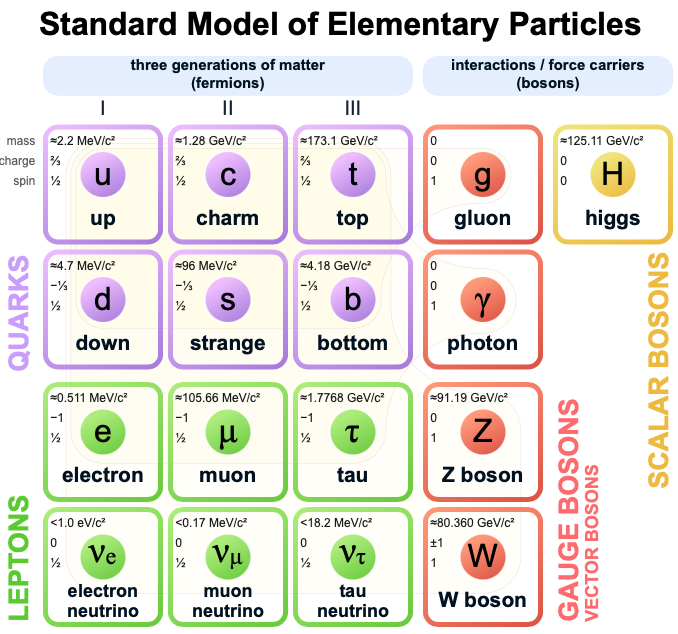 Standard Model of Elementary Particles
three generations of matter
(fermions)
interactions / force carriers
(bosons)
I
II
III
mass
charge
spin
≈2.2 MeV/c²
⅔
½
u
up
≈1.28 GeV/c²
⅔
½
c
charm
≈173.1 GeV/c²
⅔
½
t
top
0
0
1
g
gluon
≈125.11 GeV/c²
0
0
H
higgs
QUARKS
≈4.7 MeV/c²
−⅓
½
d
down
≈96 MeV/c²
−⅓
½
s
strange
≈4.18 GeV/c²
−⅓
½
b
bottom
0
0
1
γ
photon
SCALAR BOSONS
LEPTONS
≈0.511 MeV/c²
−1
½
e
electron
≈105.66 MeV/c²
−1
½
μ
muon
≈1.7768 GeV/c²
−1
½
τ
tau
≈91.19 GeV/c²
0
1
Z
Z boson
GAUGE BOSONS
VECTOR BOSONS
<1.0 eV/c²
0
½
νe
electron
neutrino
<0.17 MeV/c²
0
½
νμ
muon
neutrino
<18.2 MeV/c²
0
½
ντ
tau
neutrino
≈80.360 GeV/c²
±1
1
W
W boson